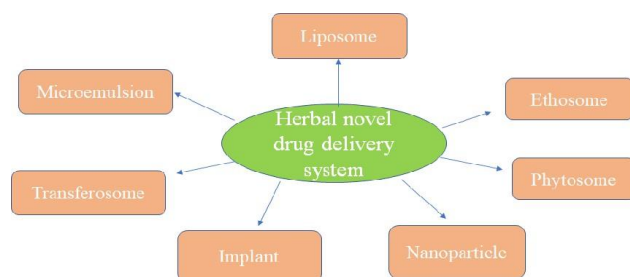 Liposome
Microemulsion
Ethosome
Herbal novel
drug delivery
system
Transferosome
Phytosome
Implant
Nanoparticle